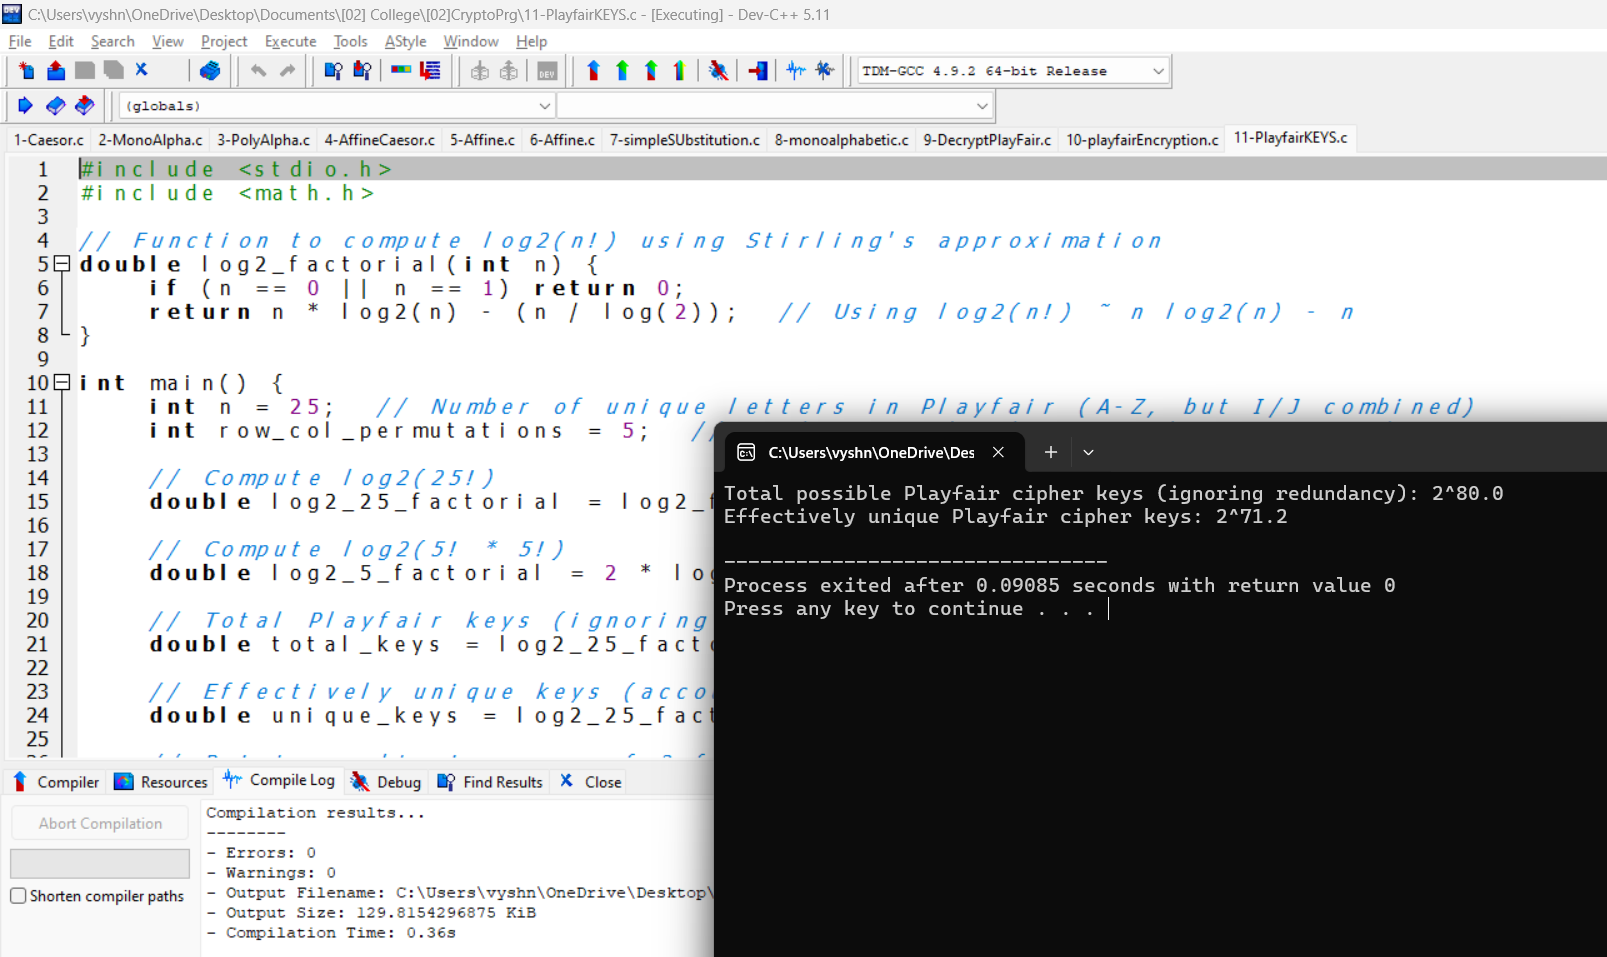 C:\Users\vyshn\OneDrive\Desktop\Documents\[02] College\[02]CryptoPrg\11-PlayfairKEYS.c - [Executing] - Dev-C++ 5.11
File Edit Search View Project Execute Tools AStyle Window Help
TDM-GCC 4.9.2 64-bit Release
(globals)
1-Caesor.c 2-MonoAlpha.c 3-PolyAlpha.c 4-AffineCaesor.c 5-Affine.c 6-Affine.c 7-simpleSUbstitution.c 8-monoalphabetic.c 9-DecryptPlayFair.c 10-playfairEncryption.c 11-PlayfairKEYS.c
1 #include <stdio.h>
2 #include <math.h>
3
4 // Function to compute log2(n!) using Stirling's approximation
5 double log2_factorial(int n) {
6 if (n == 0 || n == 1) return 0;
7 return n * log2(n) - (n / log(2)); // Using log2(n!) ~ n log2(n) - n
8 }
9
10 int main() {
11 int n = 25; // Number of unique letters in Playfair (A-Z, but I/J combined)
12 int row_col_permutations = 5; //
13
14 // Compute log2(25!)
15 double log2_25_factorial = log2_f
16
17 // Compute log2(5! * 5!)
18 double log2_5_factorial = 2 * log
19
20 // Total Playfair keys (ignoring
21 double total_keys = log2_25_facto
22
23 // Effectively unique keys (acco
24 double unique_keys = log2_25_fact
25
C:\Users\vyshn\OneDrive\Des
Total possible Playfair cipher keys (ignoring redundancy): 2^80.0
Effectively unique Playfair cipher keys: 2^71.2
--------------------------------
Process exited after 0.09085 seconds with return value 0
Press any key to continue . . .
Compiler Resources Compile Log Debug Find Results Close
Abort Compilation
Shorten compiler paths
Compilation results...
--------
- Errors: 0
- Warnings: 0
- Output Filename: C:\Users\vyshn\OneDrive\Desktop\
- Output Size: 129.8154296875 KiB
- Compilation Time: 0.36s